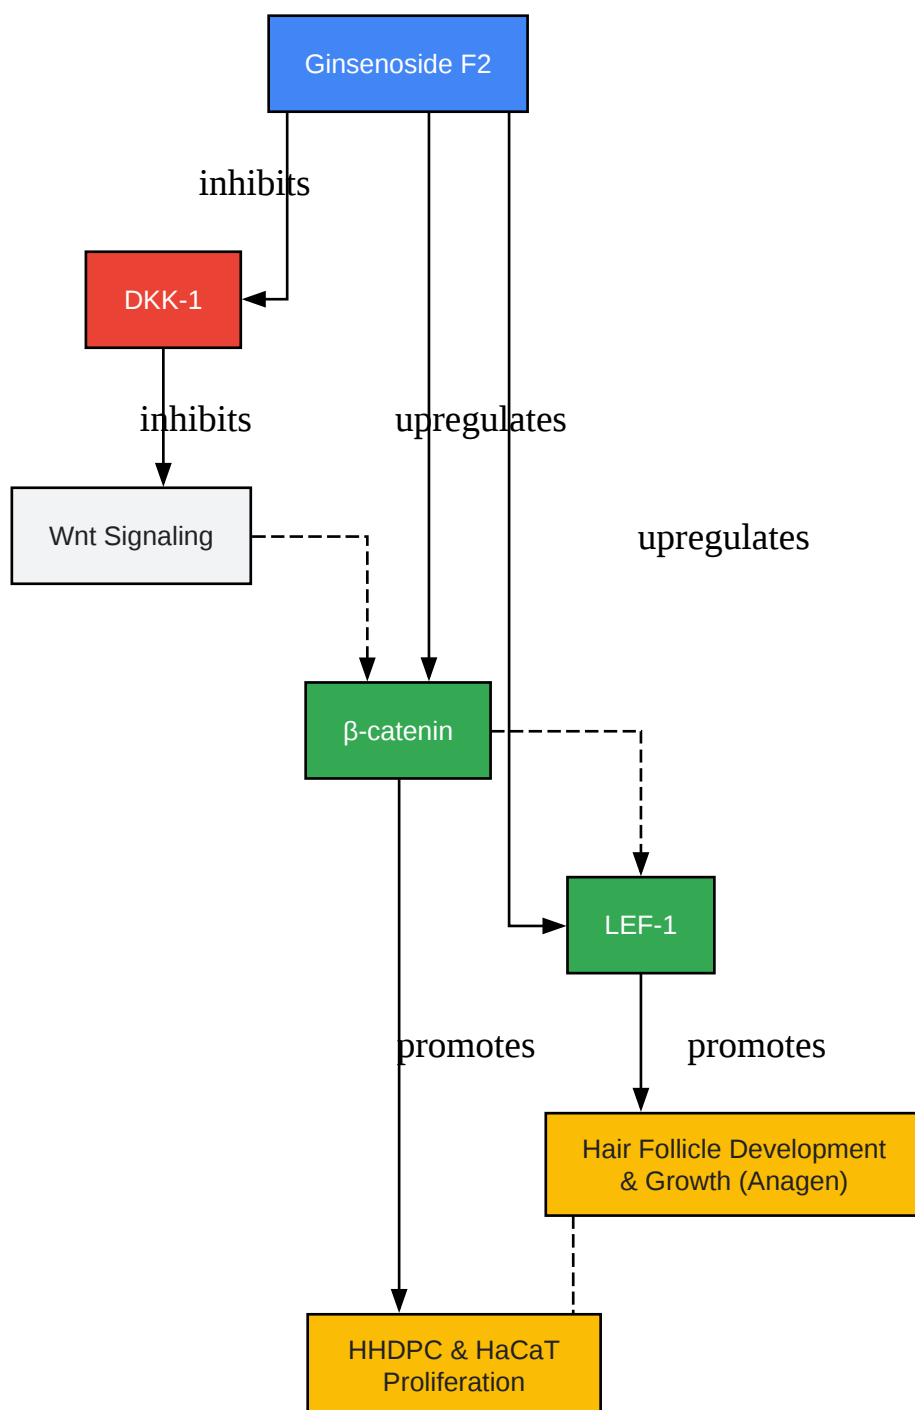 Ginsenoside F2
inhibits
DKK-1
inhibits
upregulates
Wnt Signaling
upregulates
β-catenin
LEF-1
promotes
promotes
Hair Follicle Development
& Growth (Anagen)
HHDPC & HaCaT
Proliferation